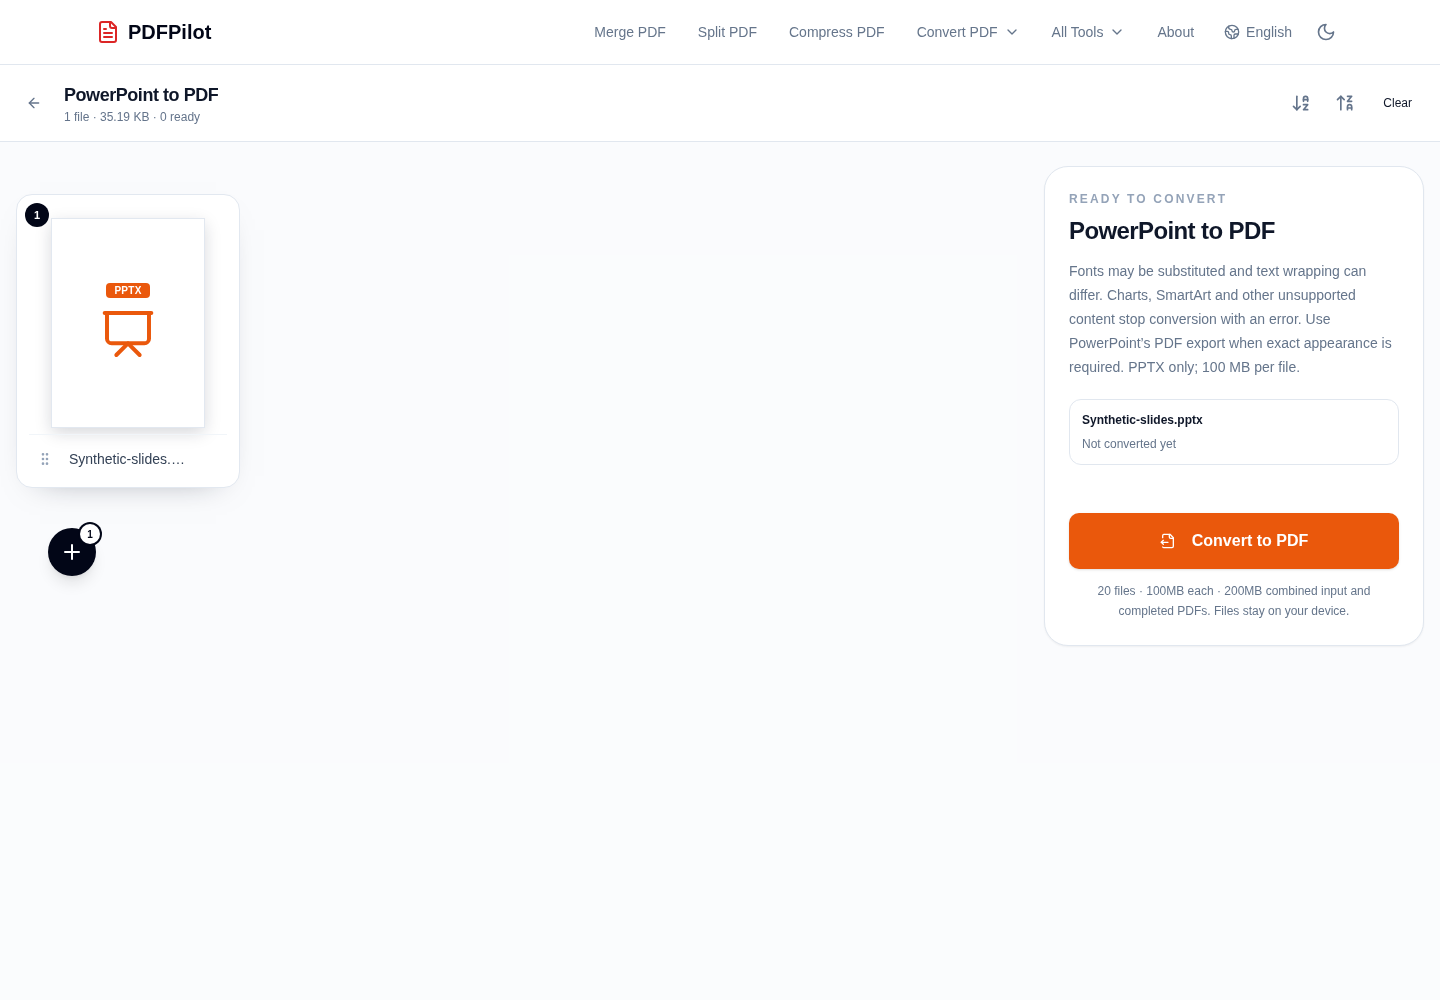 PDFPilot
Merge PDF
Split PDF
Compress PDF
Convert PDF
All Tools
About
English
PowerPoint to PDF
1 file · 35.19 KB · 0 ready
A
Z
Z
A
Clear
1
PPTX
Synthetic-slides.…
1
READY TO CONVERT
PowerPoint to PDF
Fonts may be substituted and text wrapping can
differ. Charts, SmartArt and other unsupported
content stop conversion with an error. Use
PowerPoint's PDF export when exact appearance is
required. PPTX only; 100 MB per file.
Synthetic-slides.pptx
Not converted yet
Convert to PDF
20 files · 100MB each · 200MB combined input and
completed PDFs. Files stay on your device.